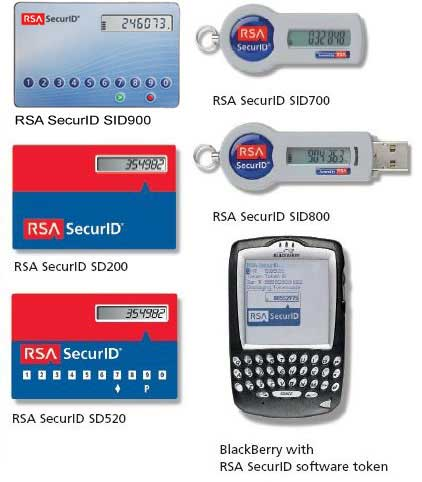 RSA SecurID®
246073.
1 2 3 4 5 6 7 8 9 0
RSA SecurID SID900
RSA
SecurID®
032848
RSA SecurID SID700
RSA
SecurID®
RSA SecurID SID800
354982
RSA SecurID®
RSA SecurID SD200
354982
RSA SecurID®
1 2 3 4 5 6 7 8 9 0
P
RSA SecurID SD520
BLACKBERRY
RSA SecurID
RSA SecurID
BlackBerry with
RSA SecurID software token